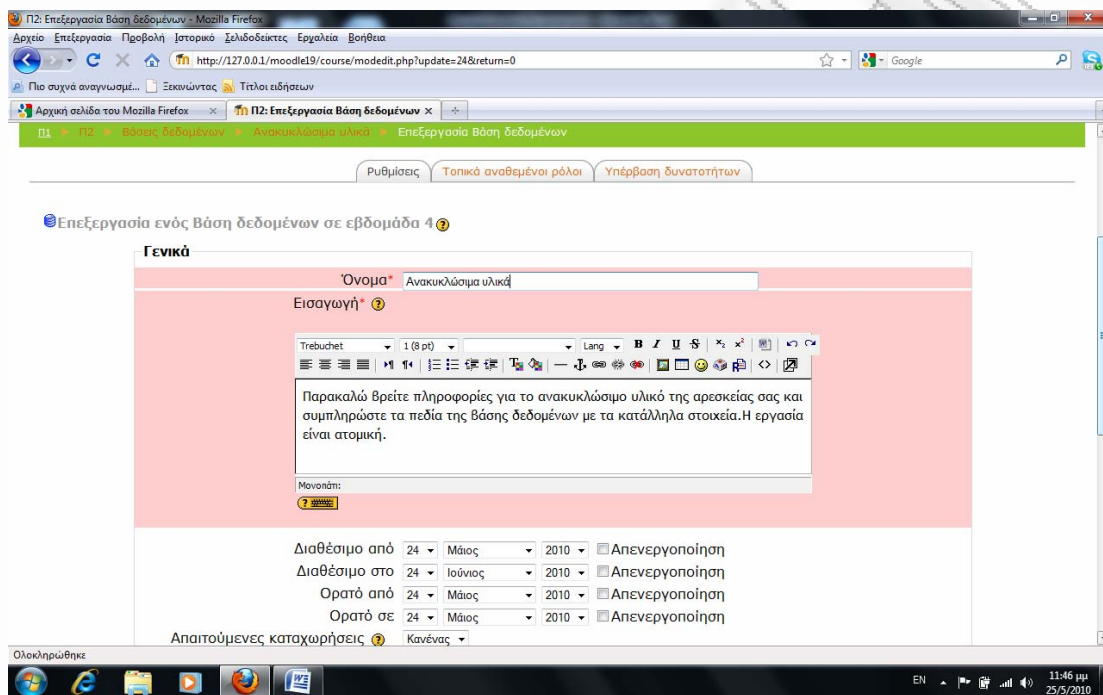 Π2: Επεξεργασία Βάση δεδομένων - Mozilla Firefox
Αρχείο Επεξεργασία Προβολή Ιστορικό Σελιδοδείκτες Εργαλεία Βοήθεια
http://127.0.0.1/moodle19/course/modedit.php?update=24&return=0 Google
Πιο συχνά αναγνωσμέ... Ξεκινώντας Τίτλοι ειδήσεων
Αρχική σελίδα του Mozilla Firefox Π2: Επεξεργασία Βάση δεδομένων
Π1 Π2 Βάσεις δεδομένων Ανακυκλώσιμα υλικά Επεξεργασία Βάση δεδομένων
Ρυθμίσεις Τοπικά αναθεμένοι ρόλοι Υπέρβαση δυνατοτήτων
Επεξεργασία ενός Βάση δεδομένων σε εβδομάδα 4
Γενικά
Όνομα* Ανακυκλώσιμα υλικά
Εισαγωγή*
Trebuchet 1 (8 pt) Lang B I U S x₂ x²
Παρακαλώ βρείτε πληροφορίες για το ανακυκλώσιμο υλικό της αρεσκείας σας και
συμπληρώστε τα πεδία της βάσης δεδομένων με τα κατάλληλα στοιχεία.Η εργασία
είναι ατομική.
Μονοπάτι:
Διαθέσιμο από 24 Μάιος 2010 Απενεργοποίηση
Διαθέσιμο στο 24 Ιούνιος 2010 Απενεργοποίηση
Ορατό από 24 Μάιος 2010 Απενεργοποίηση
Ορατό σε 24 Μάιος 2010 Απενεργοποίηση
Απαιτούμενες καταχωρήσεις Κανένας
Ολοκληρώθηκε
EN 11:46 μμ
25/5/2010